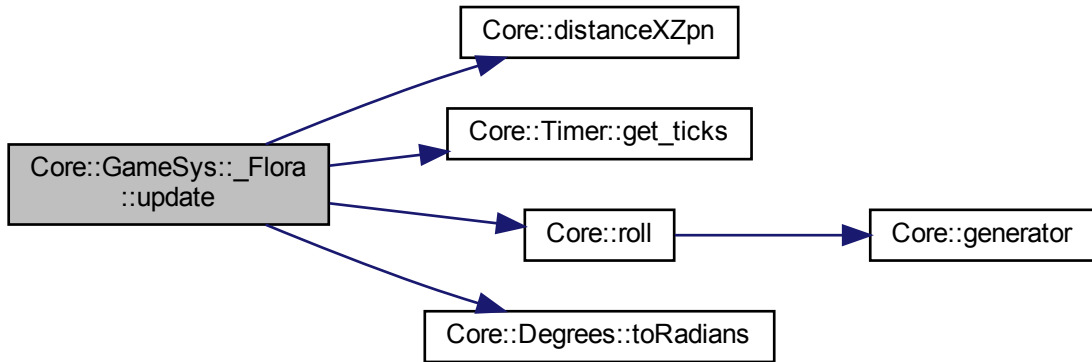 Core::distanceXZpn
Core::Timer::get_ticks
Core::GameSys::_Flora
::update
Core::roll
Core::generator
Core::Degrees::toRadians